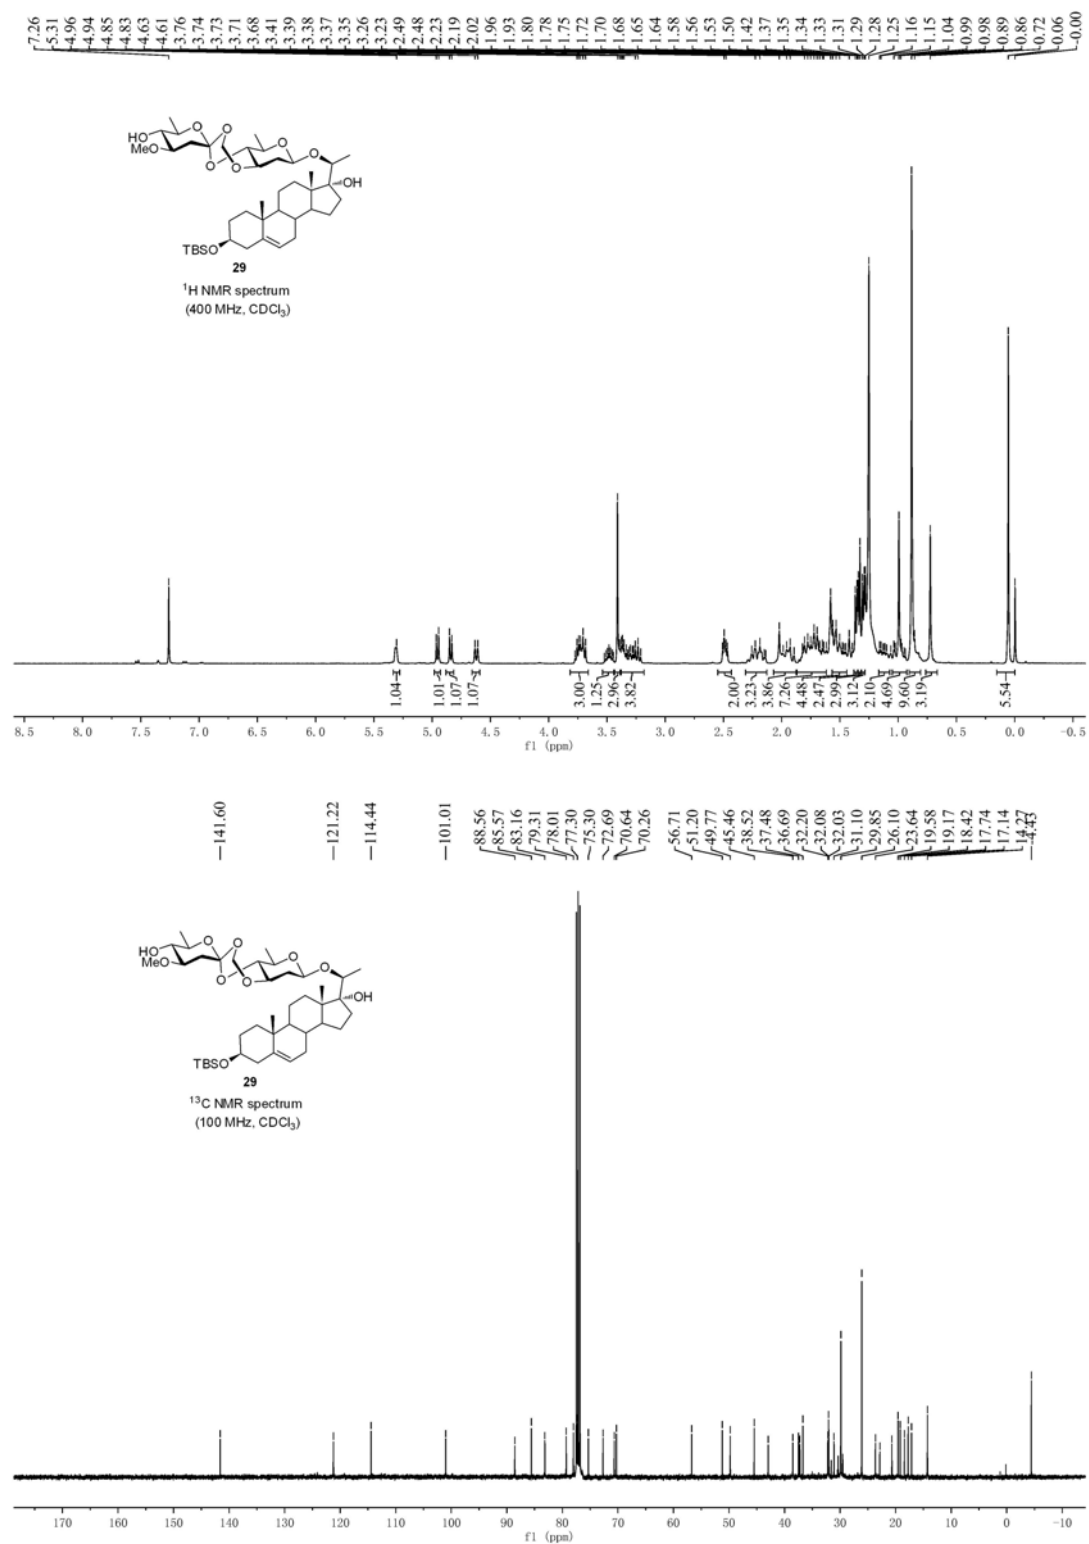 7.26 5.31 4.96 4.94 4.85 4.83 4.63 4.61 3.76 3.74 3.73 3.71 3.68 3.41 3.39 3.38 3.37 3.35 3.26 3.23 2.49 2.48 2.23 2.19 2.02 1.96 1.93 1.80 1.78 1.75 1.72 1.70 1.68 1.65 1.64 1.58 1.56 1.53 1.50 1.42 1.37 1.35 1.34 1.33 1.31 1.29 1.28 1.25 1.16 1.15 1.04 0.99 0.98 0.89 0.86 0.72 0.06 -0.00
HO
MeO
O O O O O O
OH
TBSO
29
1H NMR spectrum
(400 MHz, CDCl3)
1.04 1.01 1.07 1.07 3.00 1.25 2.96 3.82 2.00 3.23 3.86 7.26 4.48 2.47 2.99 3.12 2.10 4.69 9.60 3.19 5.54
8.5 8.0 7.5 7.0 6.5 6.0 5.5 5.0 4.5 4.0 3.5 3.0 2.5 2.0 1.5 1.0 0.5 0.0 -0.5
f1 (ppm)
141.60 121.22 114.44 101.01 88.56 85.57 83.16 79.31 78.01 77.30 75.30 72.69 70.64 70.26 56.71 51.20 49.77 45.46 38.52 37.48 36.69 32.20 32.08 32.03 31.10 29.85 26.10 23.64 19.58 19.17 18.42 17.74 17.14 14.27 -4.43
HO
MeO
O O O O O O
OH
TBSO
29
13C NMR spectrum
(100 MHz, CDCl3)
170 160 150 140 130 120 110 100 90 80 70 60 50 40 30 20 10 0 -10
f1 (ppm)